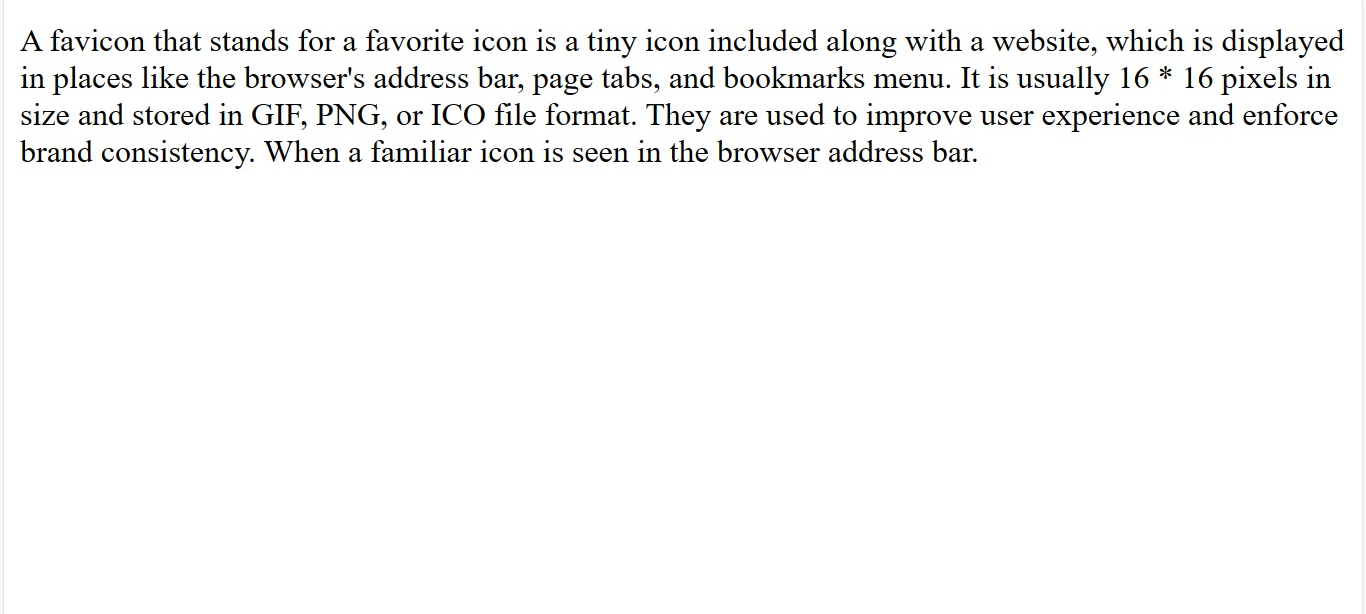 A favicon that stands for a favorite icon is a tiny icon included along with a website, which is displayed
in places like the browser's address bar, page tabs, and bookmarks menu. It is usually 16 * 16 pixels in
size and stored in GIF, PNG, or ICO file format. They are used to improve user experience and enforce
brand consistency. When a familiar icon is seen in the browser address bar.